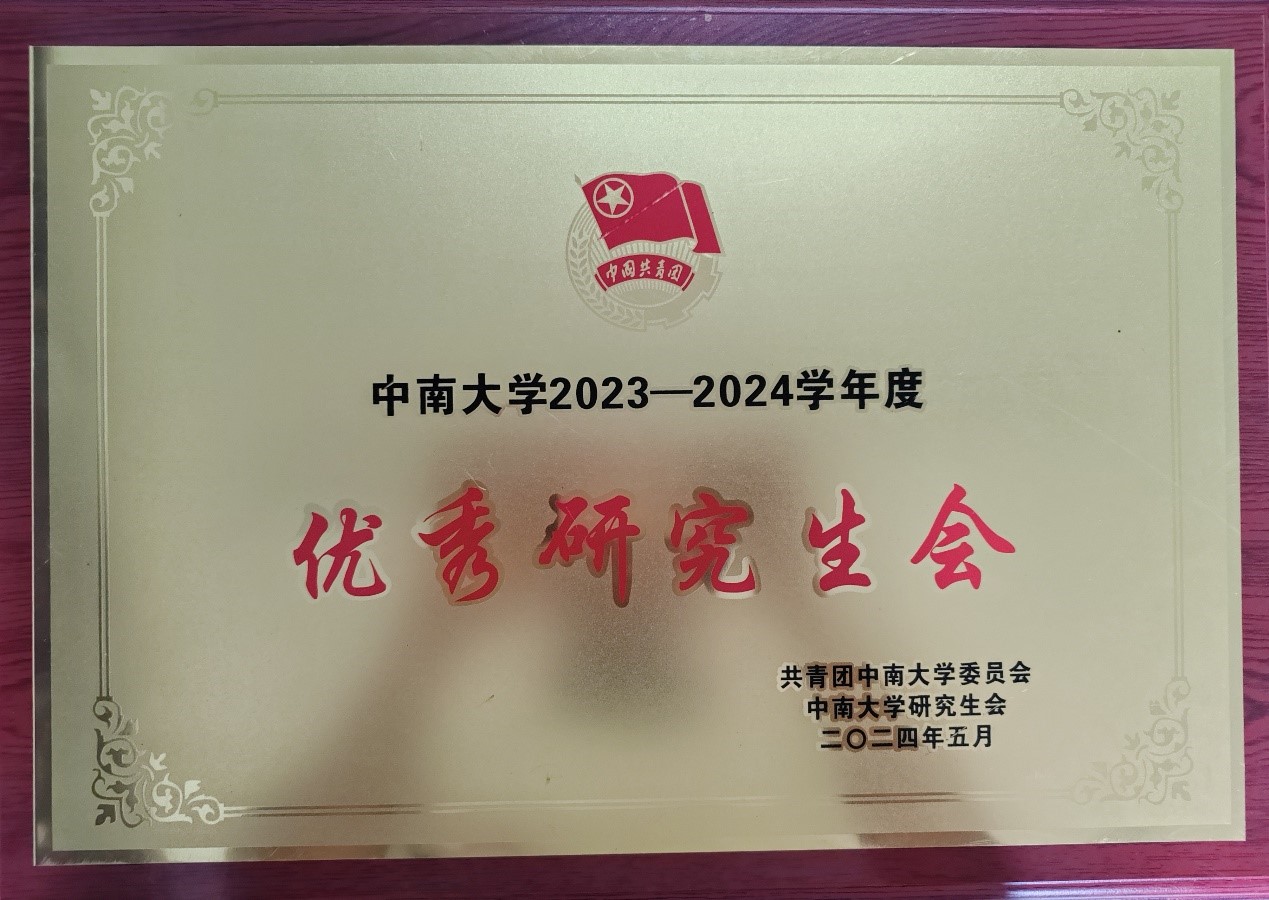 中国共青团
中南大学2023—2024学年度
优秀研究生会
共青团中南大学委员会
中南大学研究生会
二〇二四年五月